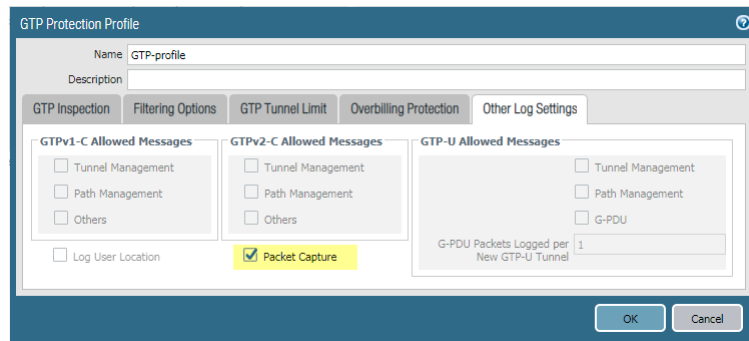 GTP Protection Profile
Name GTP-profile
Description
GTP Inspection Filtering Options GTP Tunnel Limit Overbilling Protection Other Log Settings
GTPv1-C Allowed Messages GTPv2-C Allowed Messages GTP-U Allowed Messages
Tunnel Management Tunnel Management Tunnel Management
Path Management Path Management Path Management
Others Others G-PDU
G-PDU Packets Logged per 1
New GTP-U Tunnel
Log User Location Packet Capture
OK Cancel